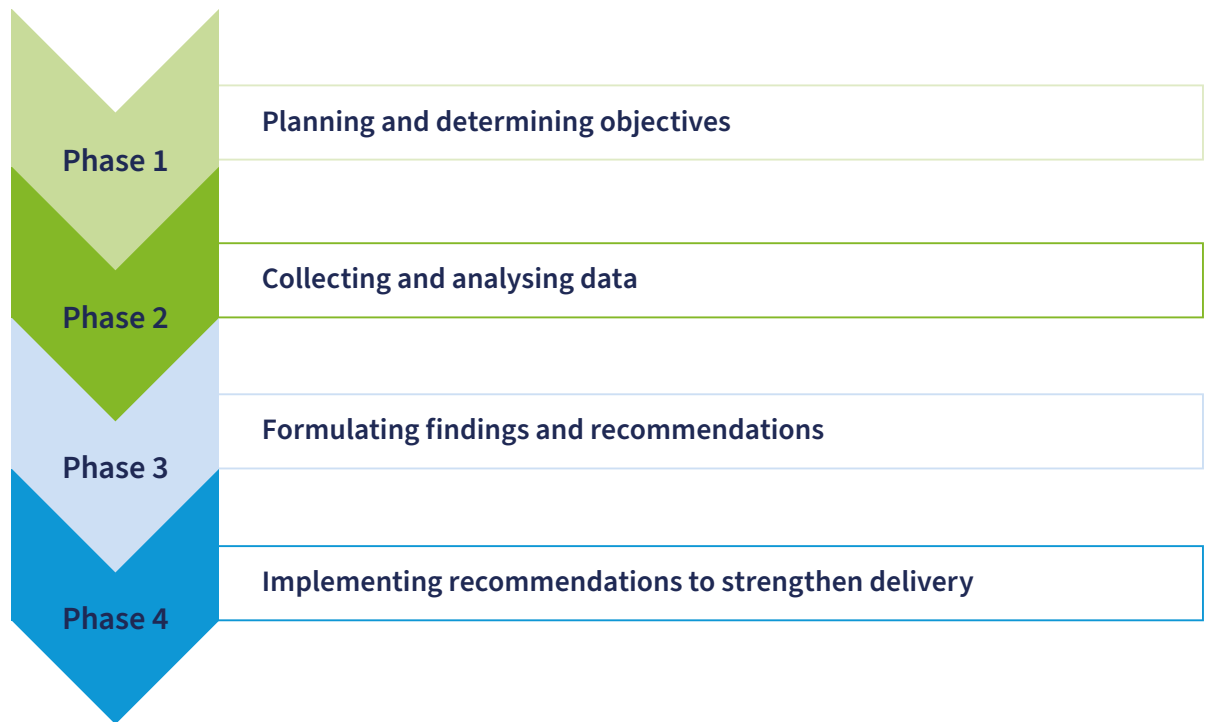 Phase 1
Planning and determining objectives
Phase 2
Collecting and analysing data
Phase 3
Formulating findings and recommendations
Phase 4
Implementing recommendations to strengthen delivery